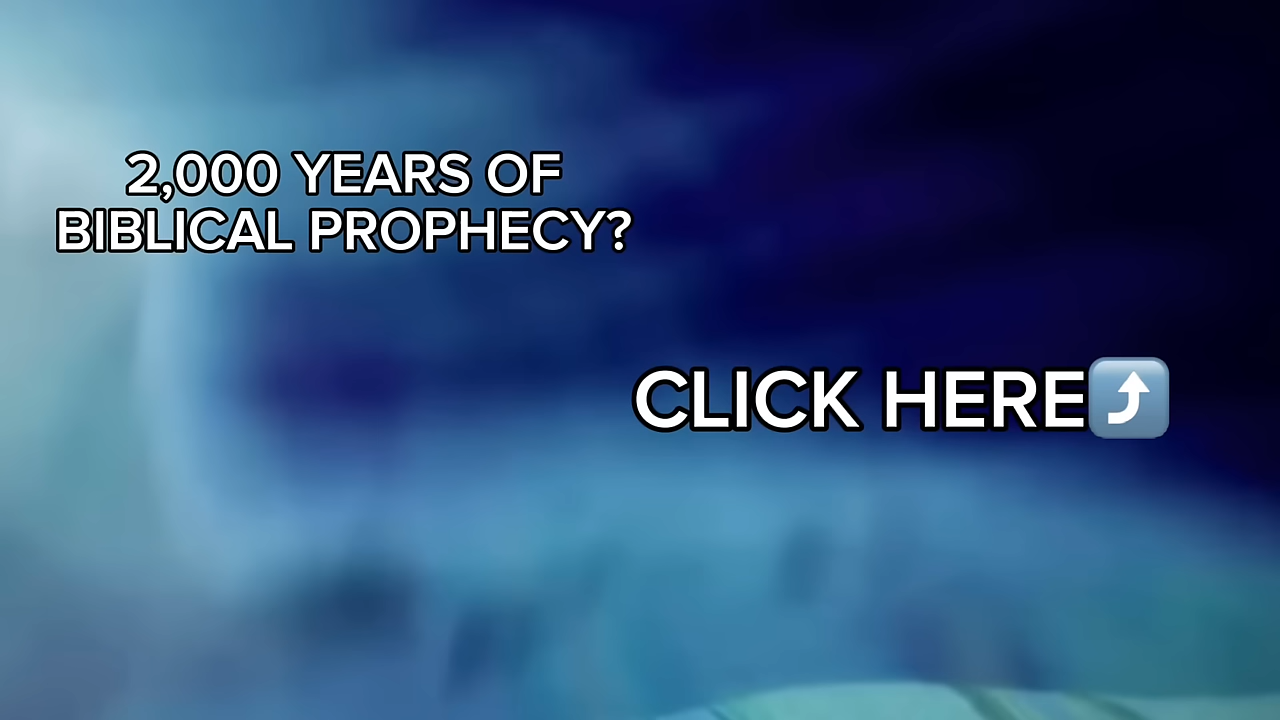 2,000 YEARS OF
BIBLICAL PROPHECY?
CLICK HERE⤴️